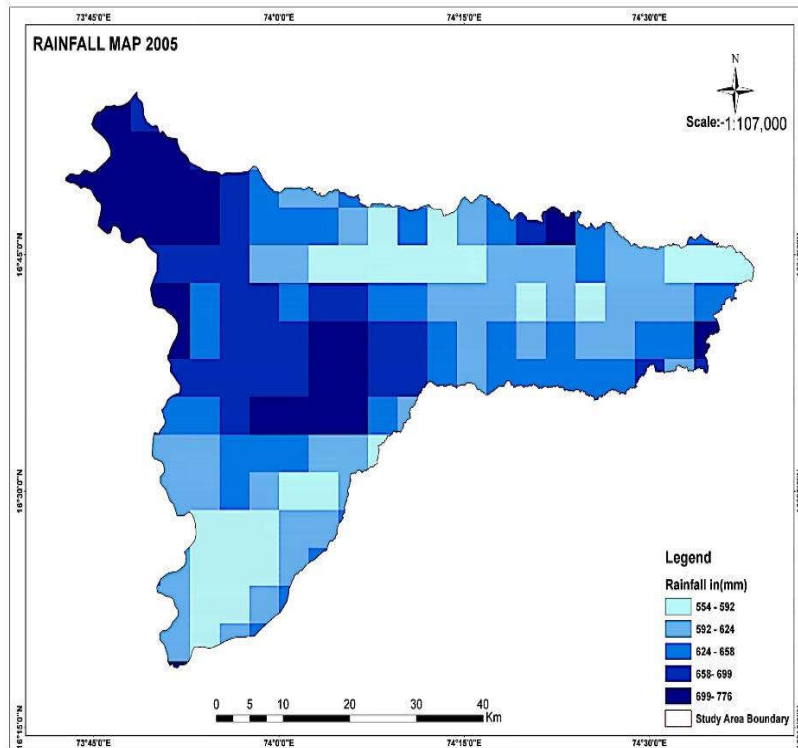 73°45'0"E 74°0'0"E 74°15'0"E 74°30'0"E
RAINFALL MAP 2005
N
Scale:-1:107,000
16°45'0"N
16°30'0"N
16°15'0"N
Legend
Rainfall in(mm)
554 - 592
592 - 624
624 - 658
658- 699
699- 776
Study Area Boundary
0 5 10 20 30 40
Km
73°45'0"E 74°0'0"E 74°15'0"E 74°30'0"E